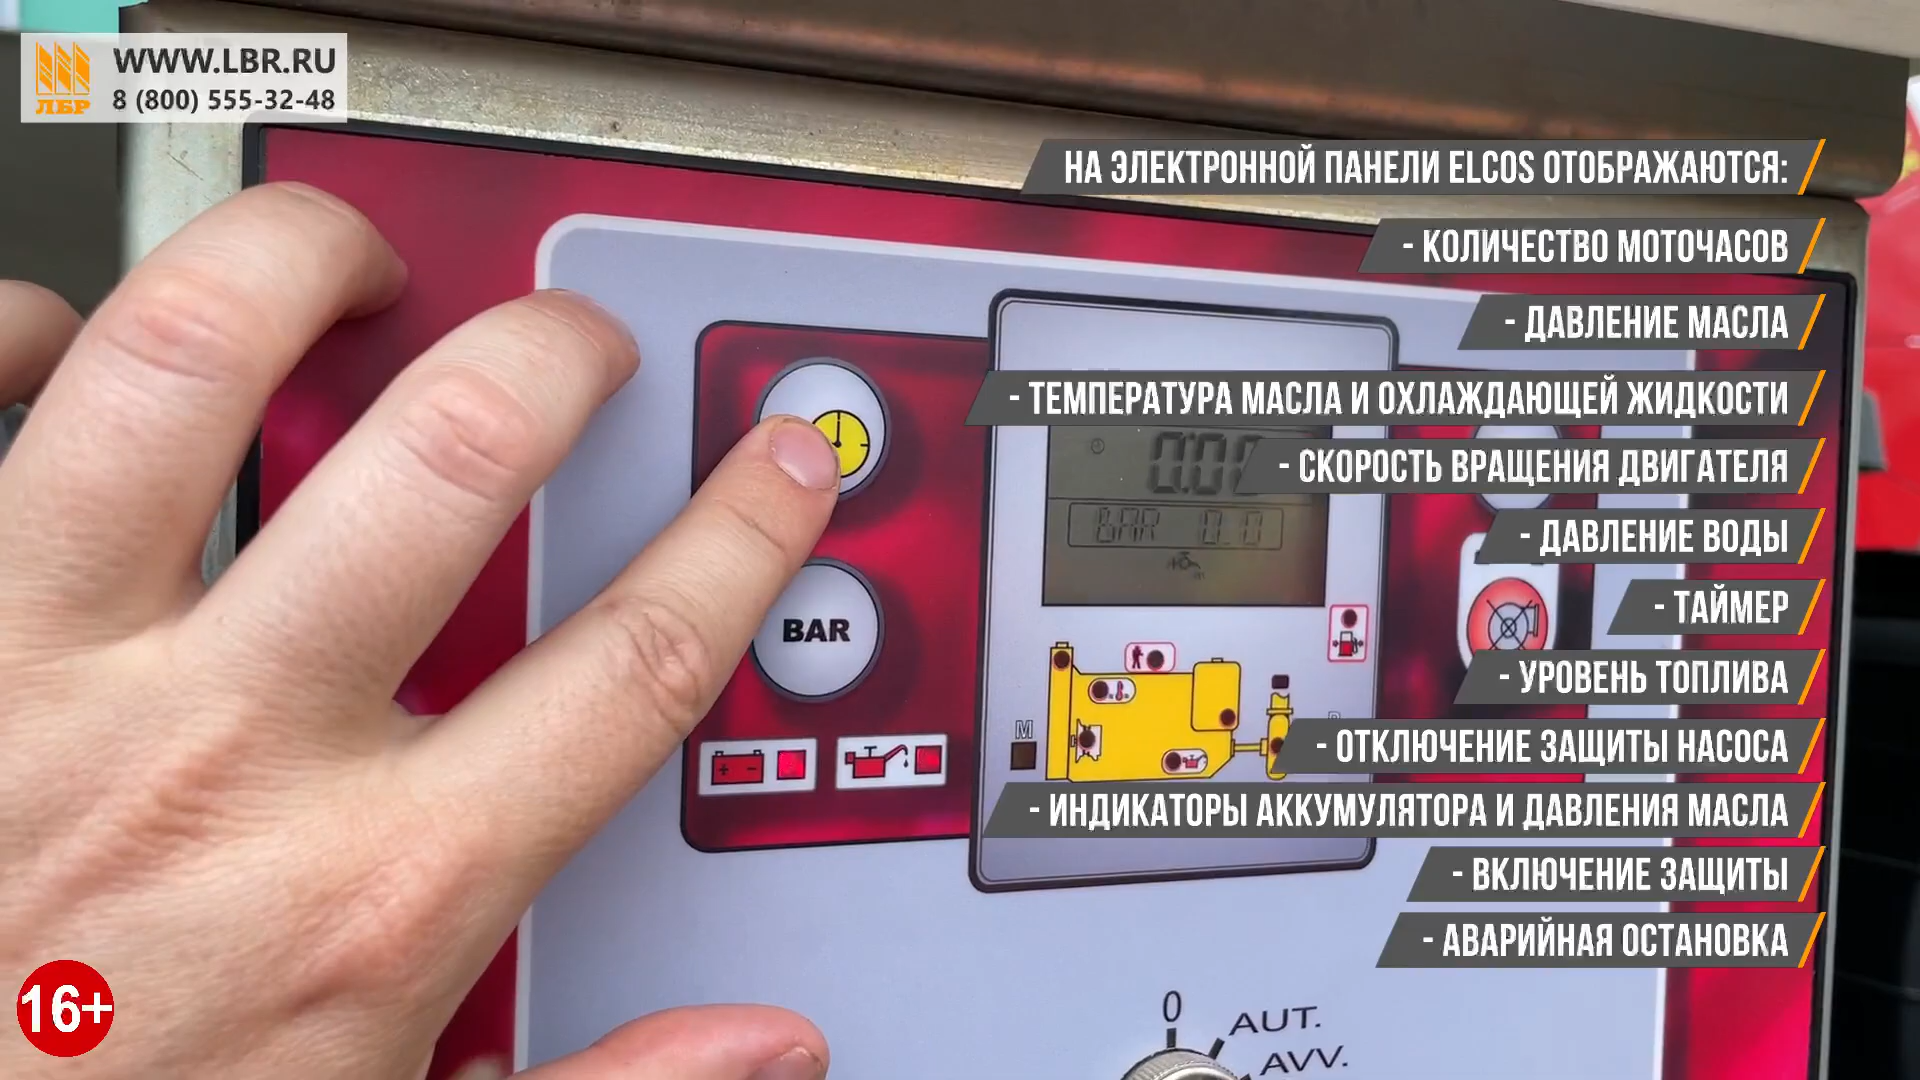 WWW.LBR.RU
ЛБР
8 (800) 555-32-48
НА ЭЛЕКТРОННОЙ ПАНЕЛИ ELCOS ОТОБРАЖАЮТСЯ:
- КОЛИЧЕСТВО МОТОЧАСОВ
- ДАВЛЕНИЕ МАСЛА
- ТЕМПЕРАТУРА МАСЛА И ОХЛАЖДАЮЩЕЙ ЖИДКОСТИ
- СКОРОСТЬ ВРАЩЕНИЯ ДВИГАТЕЛЯ
- ДАВЛЕНИЕ ВОДЫ
- ТАЙМЕР
- УРОВЕНЬ ТОПЛИВА
- ОТКЛЮЧЕНИЕ ЗАЩИТЫ НАСОСА
- ИНДИКАТОРЫ АККУМУЛЯТОРА И ДАВЛЕНИЯ МАСЛА
- ВКЛЮЧЕНИЕ ЗАЩИТЫ
- АВАРИЙНАЯ ОСТАНОВКА
BAR 0.0
BAR
M
0
AUT.
AVV.
16+